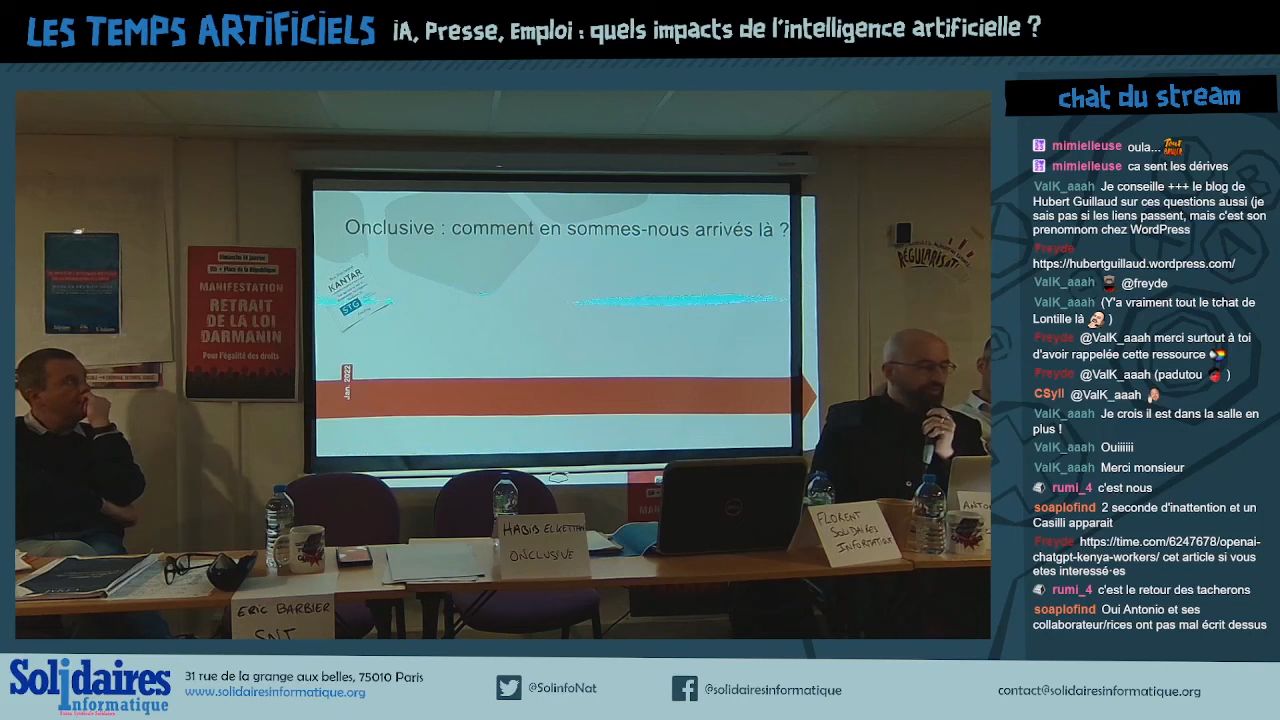 LES TEMPS ARTIFICIELS
IA, Presse, Emploi : quels impacts de l'intelligence artificielle ?
chat du stream
mimielleuse oula...
mimielleuse ca sent les dérives
ValK_aaah Je conseille +++ le blog de
Hubert Guillaud sur ces questions aussi (je
sais pas si les liens passent, mais c'est son
prenomnom chez WordPress
Freyde
https://hubertguillaud.wordpress.com/
ValK_aaah @freyde
ValK_aaah (Y'a vraiment tout le tchat de
Lontille là )
Freyde @ValK_aaah merci surtout à toi
d'avoir rappelée cette ressource
Freyde @ValK_aaah (padutou )
CSyll @ValK_aaah
ValK_aaah Je crois il est dans la salle en
plus !
ValK_aaah Ouiiiiii
ValK_aaah Merci monsieur
rumi_4 c'est nous
soaplofind 2 seconde d'inattention et un
Casilli apparait
Freyde https://time.com/6247678/openai-
chatgpt-kenya-workers/ cet article si vous
etes interessé·es
rumi_4 c'est le retour des tacherons
soaplofind Oui Antonio et ses
collaborateur/rices ont pas mal écrit dessus
Onclusive : comment en sommes-nous arrivés là ?
KANTAR
STG
Jan. 2022
Dimanche
Place de la République
MANIFESTATION
RETRAIT
DE LA LOI
DARMANIN
Pour l'égalité des droits
HABIB ELKETTAN
ONCLUSIVE
FLORENT
SOLIDAIRES
INFORMATIQUE
ANTON
ERIC BARBIER
SNT
Solidaires
Informatique
31 rue de la grange aux belles, 75010 Paris
www.solidairesinformatique.org
@SolinfoNat
@solidairesinformatique
contact@solidairesinformatique.org